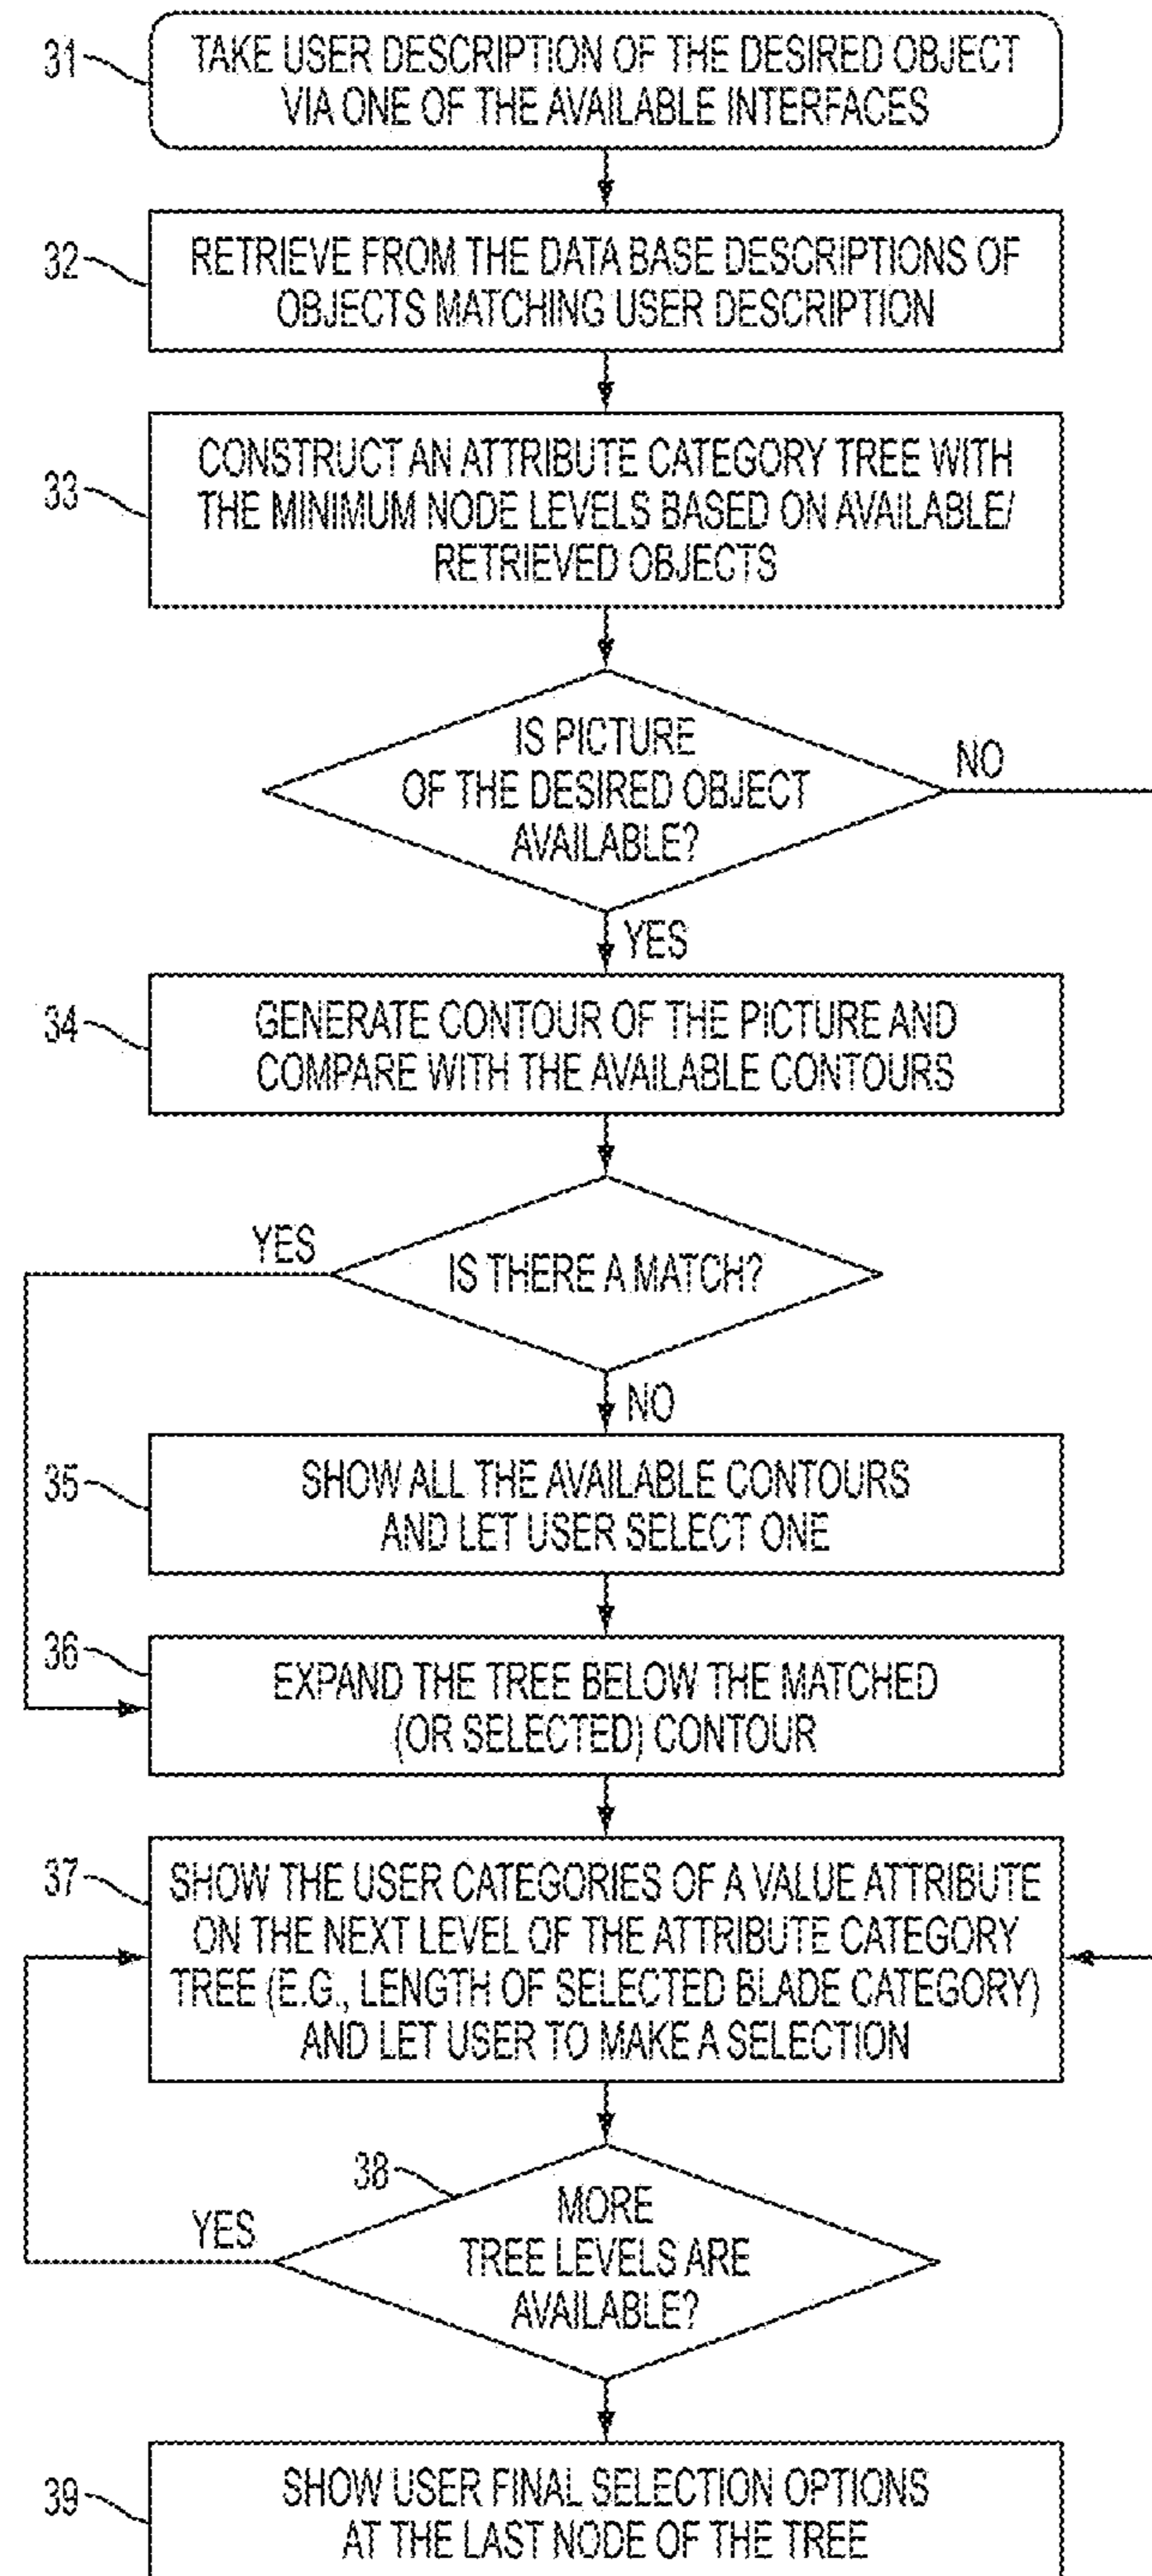 31
TAKE USER DESCRIPTION OF THE DESIRED OBJECT
VIA ONE OF THE AVAILABLE INTERFACES
32
RETRIEVE FROM THE DATA BASE DESCRIPTIONS OF
OBJECTS MATCHING USER DESCRIPTION
33
CONSTRUCT AN ATTRIBUTE CATEGORY TREE WITH
THE MINIMUM NODE LEVELS BASED ON AVAILABLE/
RETRIEVED OBJECTS
IS PICTURE
OF THE DESIRED OBJECT
AVAILABLE?
NO
YES
34
GENERATE CONTOUR OF THE PICTURE AND
COMPARE WITH THE AVAILABLE CONTOURS
YES
IS THERE A MATCH?
NO
35
SHOW ALL THE AVAILABLE CONTOURS
AND LET USER SELECT ONE
36
EXPAND THE TREE BELOW THE MATCHED
(OR SELECTED) CONTOUR
37
SHOW THE USER CATEGORIES OF A VALUE ATTRIBUTE
ON THE NEXT LEVEL OF THE ATTRIBUTE CATEGORY
TREE (E.G., LENGTH OF SELECTED BLADE CATEGORY)
AND LET USER TO MAKE A SELECTION
38
YES
MORE
TREE LEVELS ARE
AVAILABLE?
39
SHOW USER FINAL SELECTION OPTIONS
AT THE LAST NODE OF THE TREE